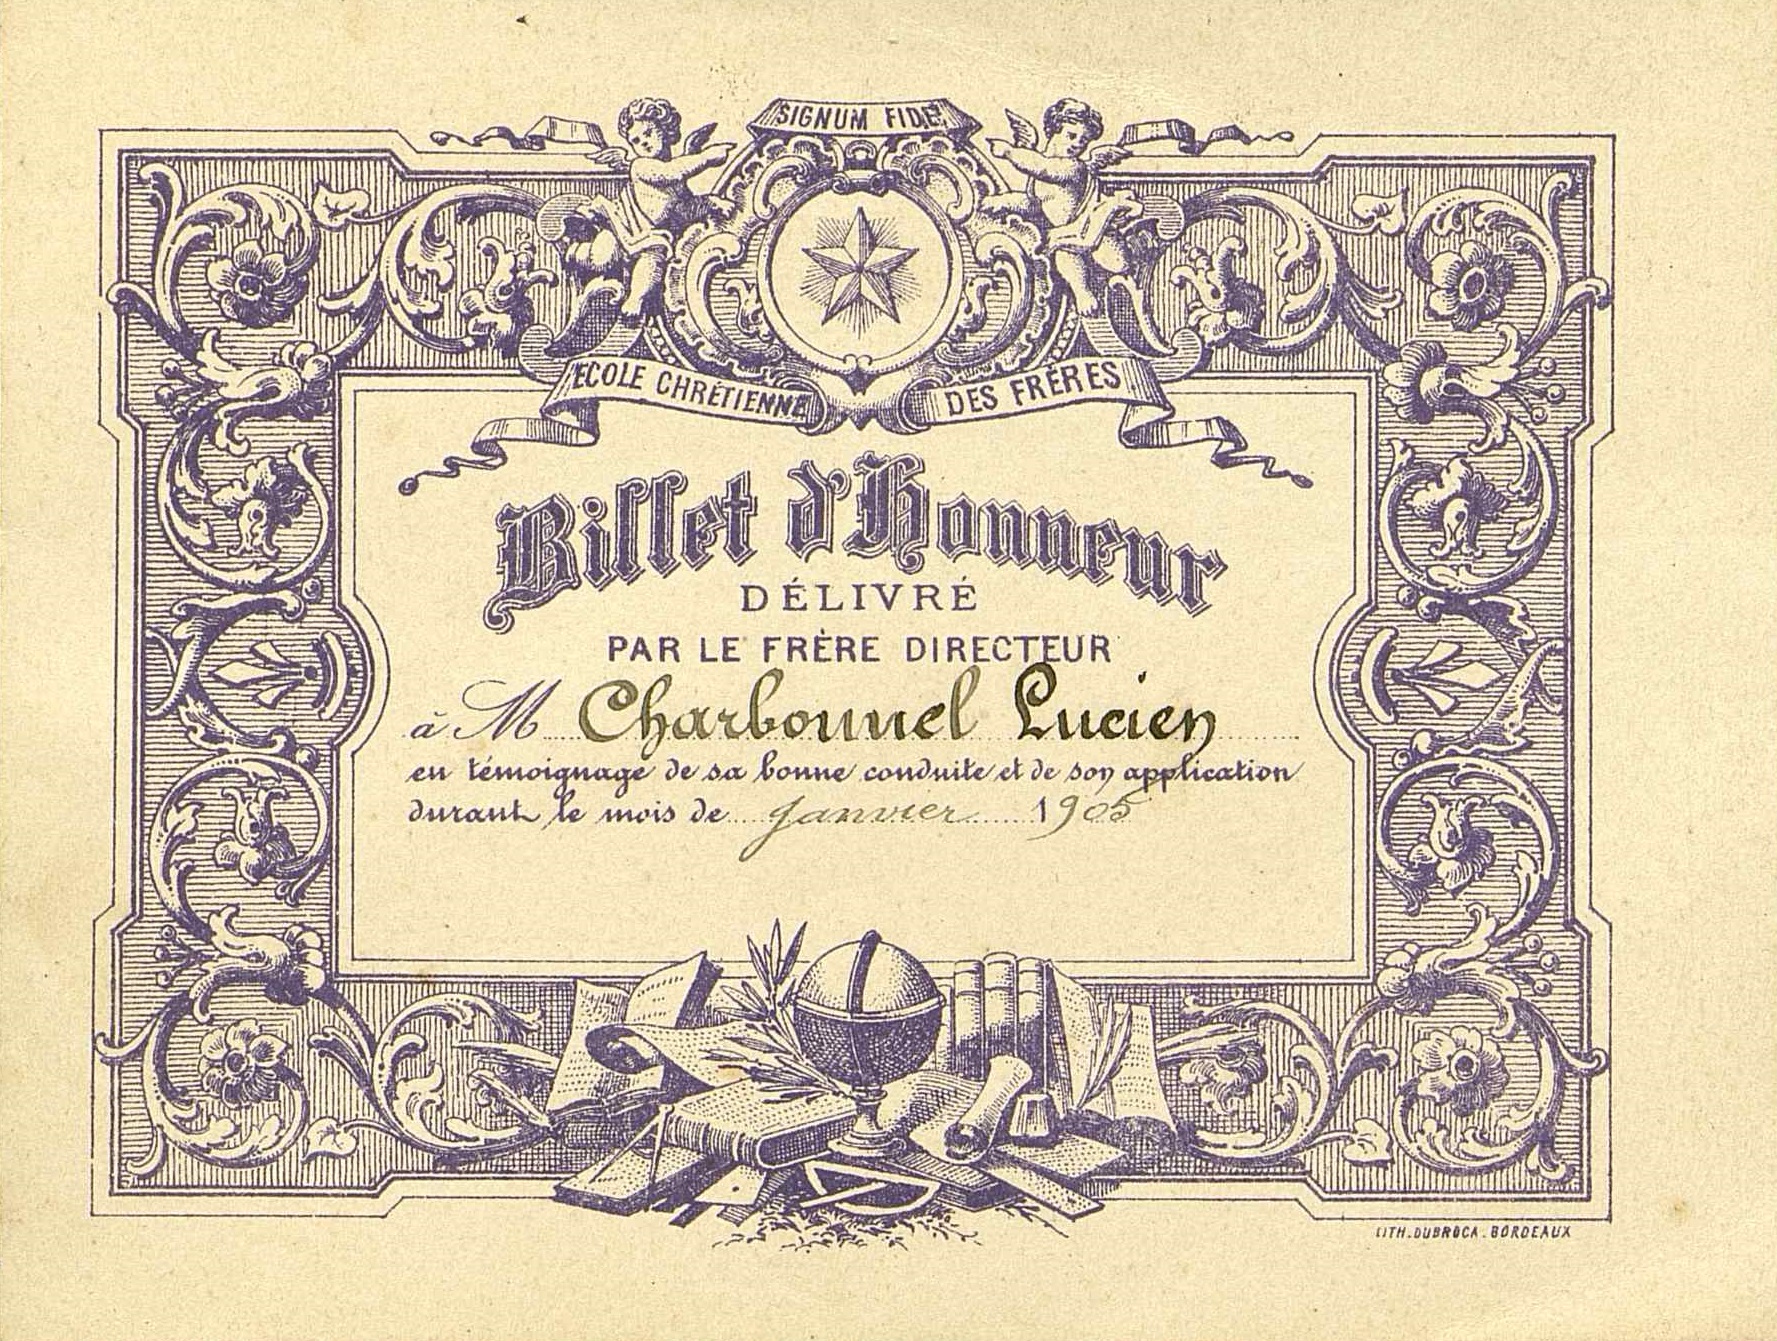 SIGNUM FIDEI
ECOLE CHRÉTIENNE DES FRÈRES
Billet d'Honneur
DÉLIVRÉ
PAR LE FRÈRE DIRECTEUR
à M Charbonnel Lucien
en témoignage de sa bonne conduite et de son application
durant le mois de Janvier 1905
LITH. DUBROCA. BORDEAUX